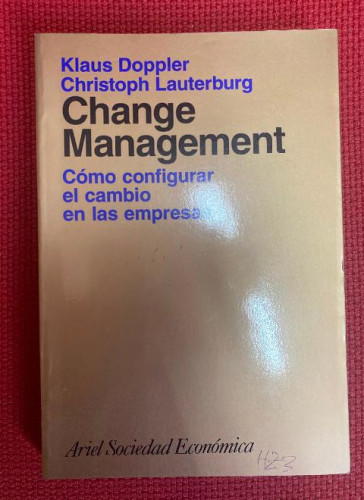 Klaus Doppler
Christoph Lauterburg
Change
Management
Cómo configurar
el cambio
en las empresas
Ariel Sociedad Económica